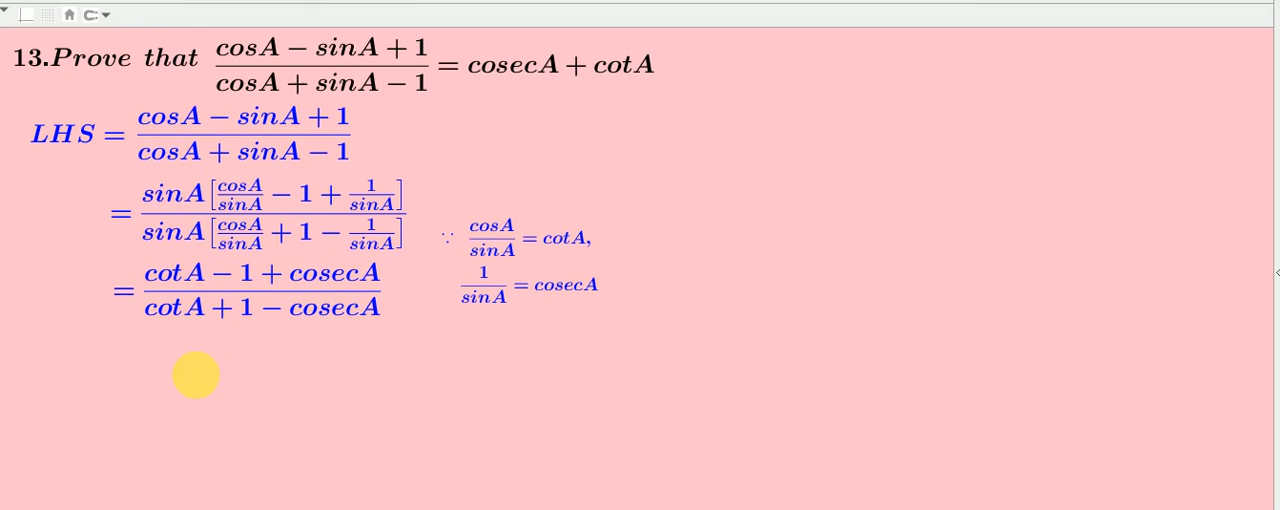 13.Prove that (cosA − sinA + 1)/(cosA + sinA − 1) = cosecA + cotA
LHS = (cosA − sinA + 1)/(cosA + sinA − 1)
= sinA[cosA/sinA − 1 + 1/sinA]/sinA[cosA/sinA + 1 − 1/sinA]
∵ cosA/sinA = cotA,
= (cotA − 1 + cosecA)/(cotA + 1 − cosecA)
1/sinA = cosecA